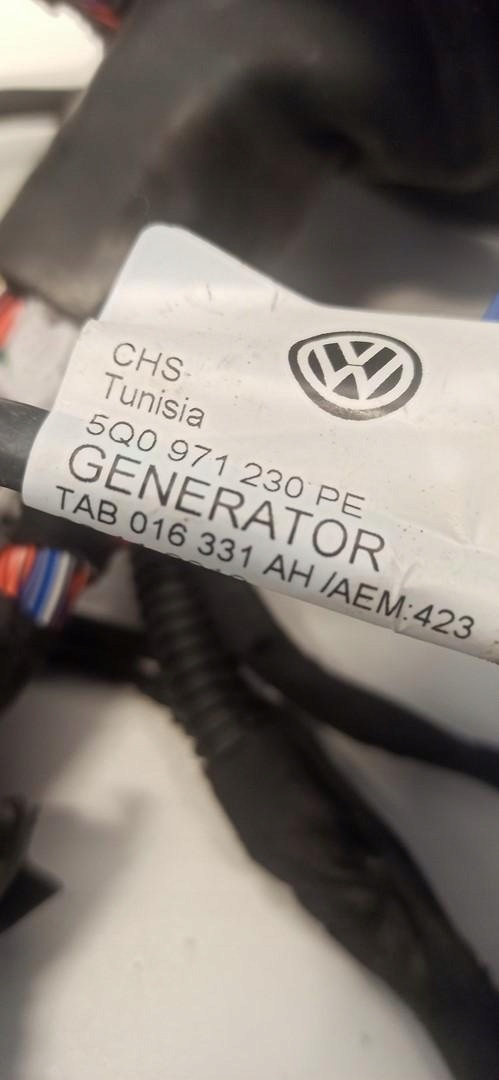 CHS
Tunisia
5Q0 971 230 PE
GENERATOR
TAB 016 331 AH /AEM:423